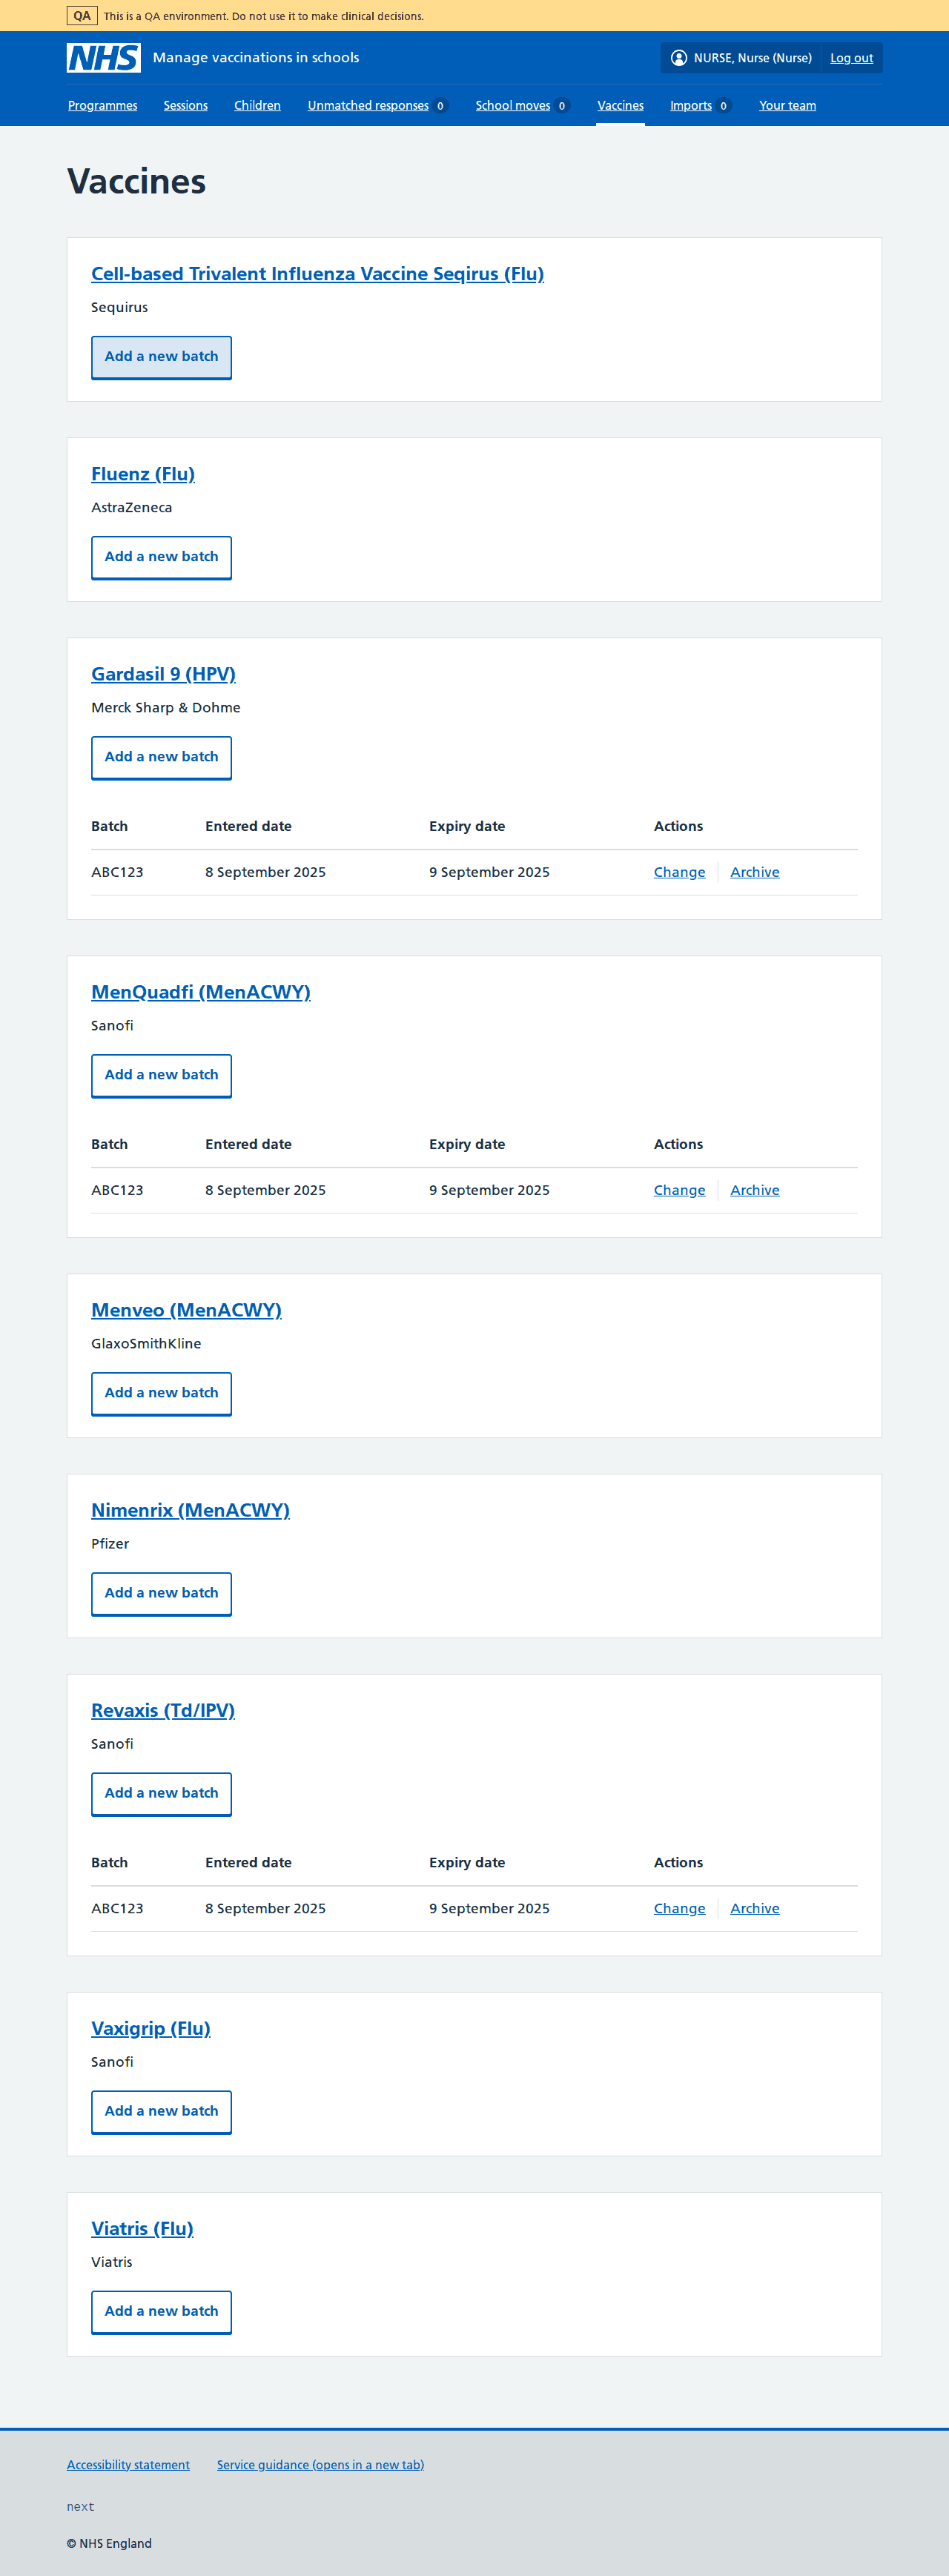 QA This is a QA environment. Do not use it to make clinical decisions.
NHS Manage vaccinations in schools NURSE, Nurse (Nurse) Log out
Programmes Sessions Children Unmatched responses 0 School moves 0 Vaccines Imports 0 Your team
Vaccines
Cell-based Trivalent Influenza Vaccine Seqirus (Flu)
Sequirus
Add a new batch
Fluenz (Flu)
AstraZeneca
Add a new batch
Gardasil 9 (HPV)
Merck Sharp & Dohme
Add a new batch
Batch Entered date Expiry date Actions
ABC123 8 September 2025 9 September 2025 Change Archive
MenQuadfi (MenACWY)
Sanofi
Add a new batch
Batch Entered date Expiry date Actions
ABC123 8 September 2025 9 September 2025 Change Archive
Menveo (MenACWY)
GlaxoSmithKline
Add a new batch
Nimenrix (MenACWY)
Pfizer
Add a new batch
Revaxis (Td/IPV)
Sanofi
Add a new batch
Batch Entered date Expiry date Actions
ABC123 8 September 2025 9 September 2025 Change Archive
Vaxigrip (Flu)
Sanofi
Add a new batch
Viatris (Flu)
Viatris
Add a new batch
Accessibility statement Service guidance (opens in a new tab)
next
© NHS England